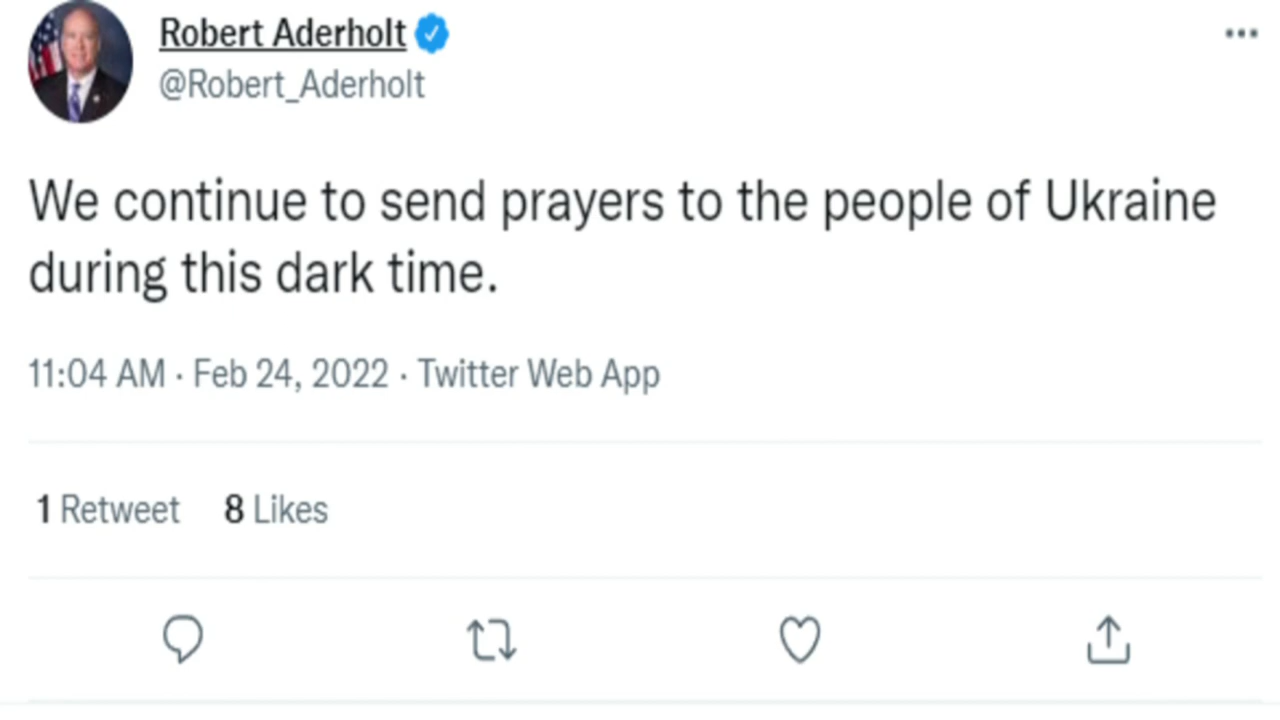 Robert Aderholt
@Robert_Aderholt
We continue to send prayers to the people of Ukraine
during this dark time.
11:04 AM · Feb 24, 2022 · Twitter Web App
1 Retweet 8 Likes